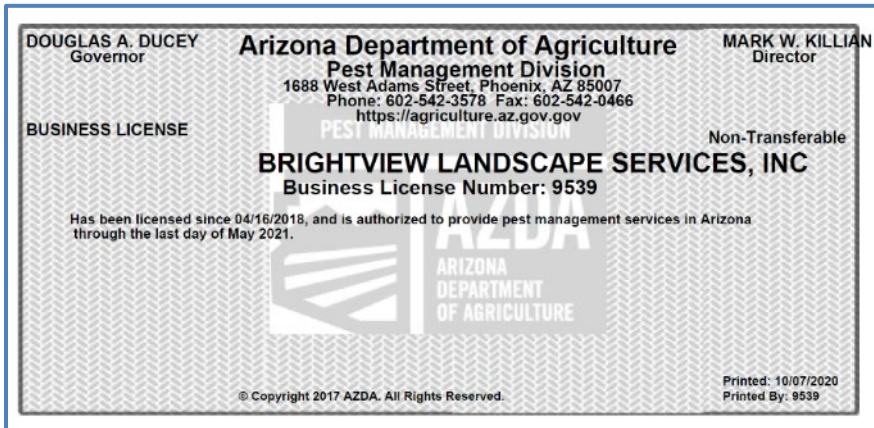 DOUGLAS A. DUCEY
Governor
Arizona Department of Agriculture
Pest Management Division
1688 West Adams Street, Phoenix, AZ 85007
Phone: 602-542-3578 Fax: 602-542-0466
https://agriculture.az.gov.gov
MARK W. KILLIAN
Director
BUSINESS LICENSE
PEST MANAGEMENT DIVISION
Non-Transferable
BRIGHTVIEW LANDSCAPE SERVICES, INC
Business License Number: 9539
Has been licensed since 04/16/2018, and is authorized to provide pest management services in Arizona
through the last day of May 2021.
AZDA
ARIZONA
DEPARTMENT
OF AGRICULTURE
© Copyright 2017 AZDA. All Rights Reserved.
Printed: 10/07/2020
Printed By: 9539